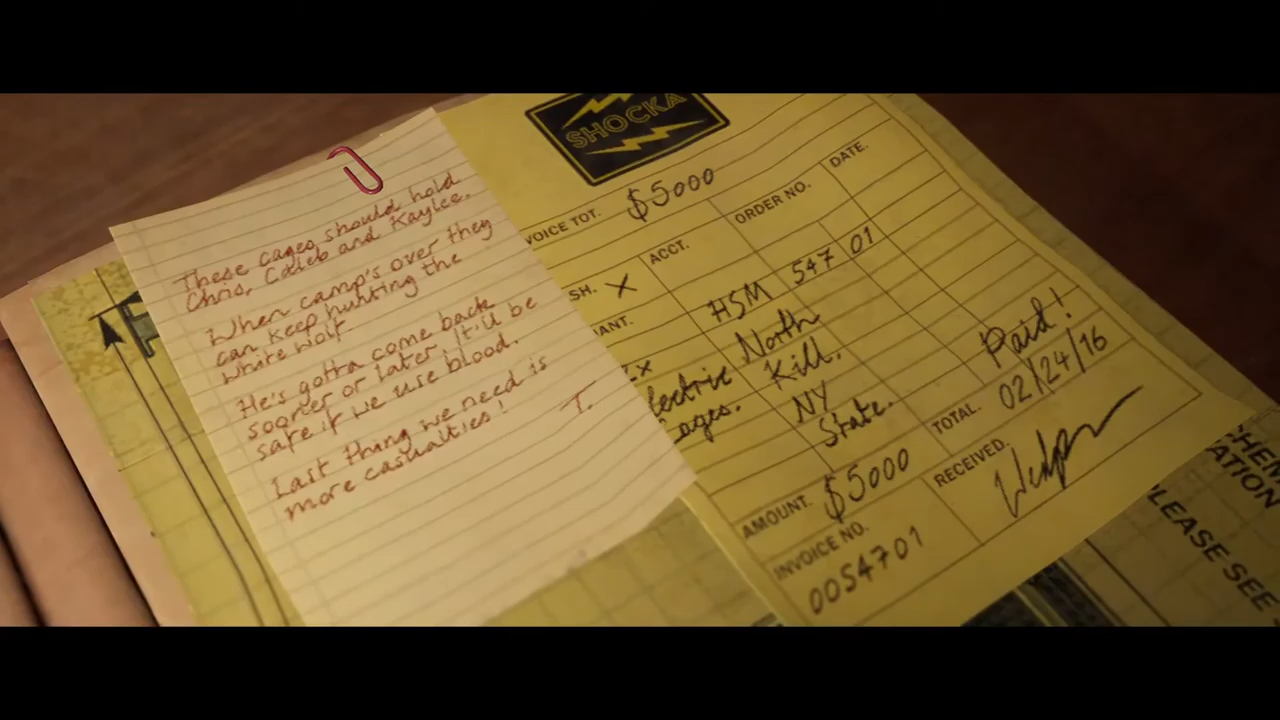 These cages should hold
Chris, Caleb and Kaylee.
When camp's over they
can keep hunting the
White Wolf.
He's gotta come back
sooner or later. It'll be
safe if we use blood.
Last thing we need is
more casualties!
T.
SHOCKA
VOICE TOT. $5000
SH. X
ACCT.
ORDER NO.
DATE.
ANT.
HSM 547 01
lectric
ages.
North
Kill.
NY
State.
Paid!
AMOUNT. $5000
TOTAL. 02/24/16
INVOICE NO.
0054701
RECEIVED.
LEASE SEE